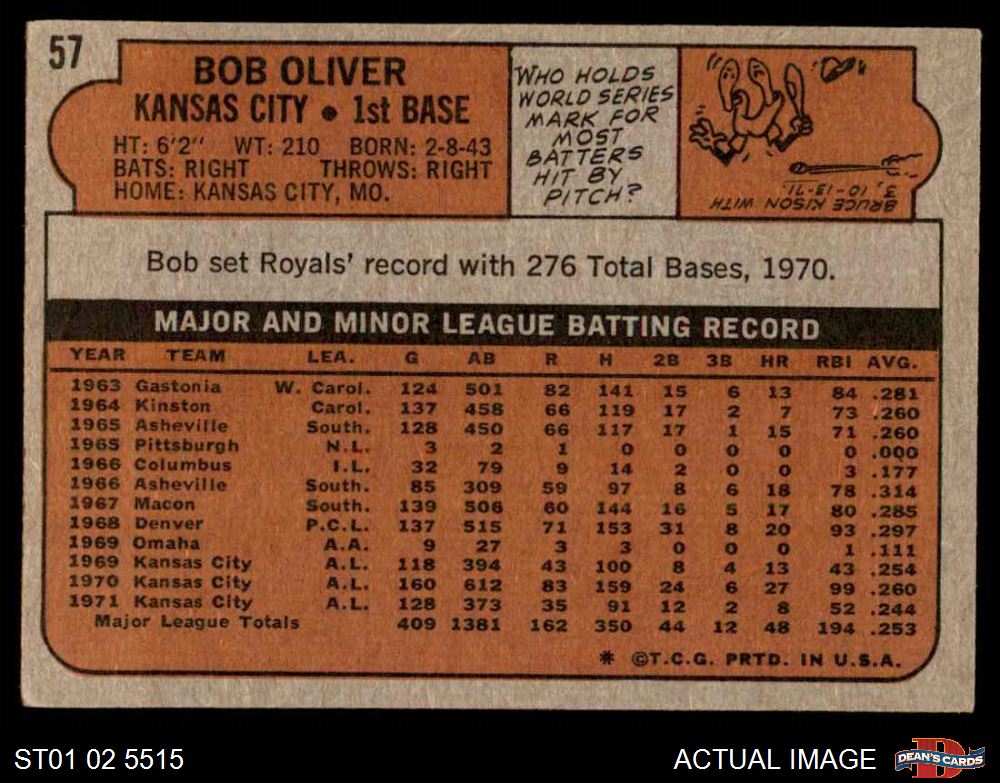 57
BOB OLIVER
KANSAS CITY • 1st BASE
HT: 6'2" WT: 210 BORN: 2-8-43
BATS: RIGHT THROWS: RIGHT
HOME: KANSAS CITY, MO.
WHO HOLDS
WORLD SERIES
MARK FOR
MOST
BATTERS
HIT BY
PITCH?
BRUCE KISON WITH
3, 10-13-71.
Bob set Royals' record with 276 Total Bases, 1970.
MAJOR AND MINOR LEAGUE BATTING RECORD
YEAR TEAM LEA. G AB R H 2B 3B HR RBI AVG.
1963 Gastonia W. Carol. 124 501 82 141 15 6 13 84 .281
1964 Kinston Carol. 137 458 66 119 17 2 7 73 .260
1965 Asheville South. 128 450 66 117 17 1 15 71 .260
1965 Pittsburgh N.L. 3 2 1 0 0 0 0 0 .000
1966 Columbus I.L. 32 79 9 14 2 0 0 3 .177
1966 Asheville South. 85 309 59 97 8 6 18 78 .314
1967 Macon South. 139 506 60 144 16 5 17 80 .285
1968 Denver P.C.L. 137 515 71 153 31 8 20 93 .297
1969 Omaha A.A. 9 27 3 3 0 0 0 1 .111
1969 Kansas City A.L. 118 394 43 100 8 4 13 43 .254
1970 Kansas City A.L. 160 612 83 159 24 6 27 99 .260
1971 Kansas City A.L. 128 373 35 91 12 2 8 52 .244
Major League Totals 409 1381 162 350 44 12 48 194 .253
* ©T.C.G. PRTD. IN U.S.A.
ST01 02 5515
ACTUAL IMAGE
D
DEAN'S CARDS